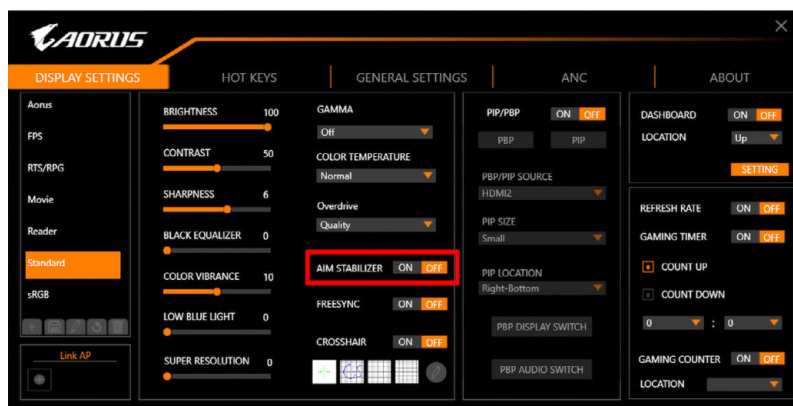 AORUS
DISPLAY SETTINGS
HOT KEYS
GENERAL SETTINGS
ANC
ABOUT
Aorus
FPS
RTS/RPG
Movie
Reader
Standard
sRGB
Link AP
BRIGHTNESS 100
CONTRAST 50
SHARPNESS 6
BLACK EQUALIZER 0
COLOR VIBRANCE 10
LOW BLUE LIGHT 0
SUPER RESOLUTION 0
GAMMA
Off
COLOR TEMPERATURE
Normal
Overdrive
Quality
AIM STABILIZER ON OFF
FREESYNC ON OFF
CROSSHAIR ON OFF
PIP/PBP ON OFF
PBP PIP
PBP/PIP SOURCE
HDMI2
PIP SIZE
Small
PIP LOCATION
Right-Bottom
PBP DISPLAY SWITCH
PBP AUDIO SWITCH
DASHBOARD ON OFF
LOCATION Up
SETTING
REFRESH RATE ON OFF
GAMING TIMER ON OFF
COUNT UP
COUNT DOWN
0 : 0
GAMING COUNTER ON OFF
LOCATION